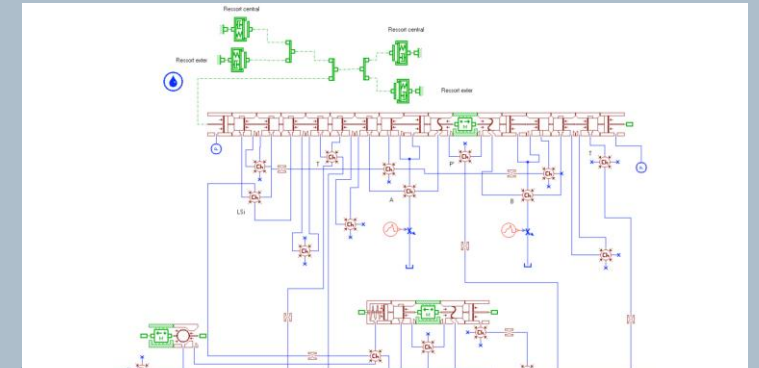 Ressort central
Ressort central
Ressort exter
Ressort exter
T
P
T
A
B
LSi